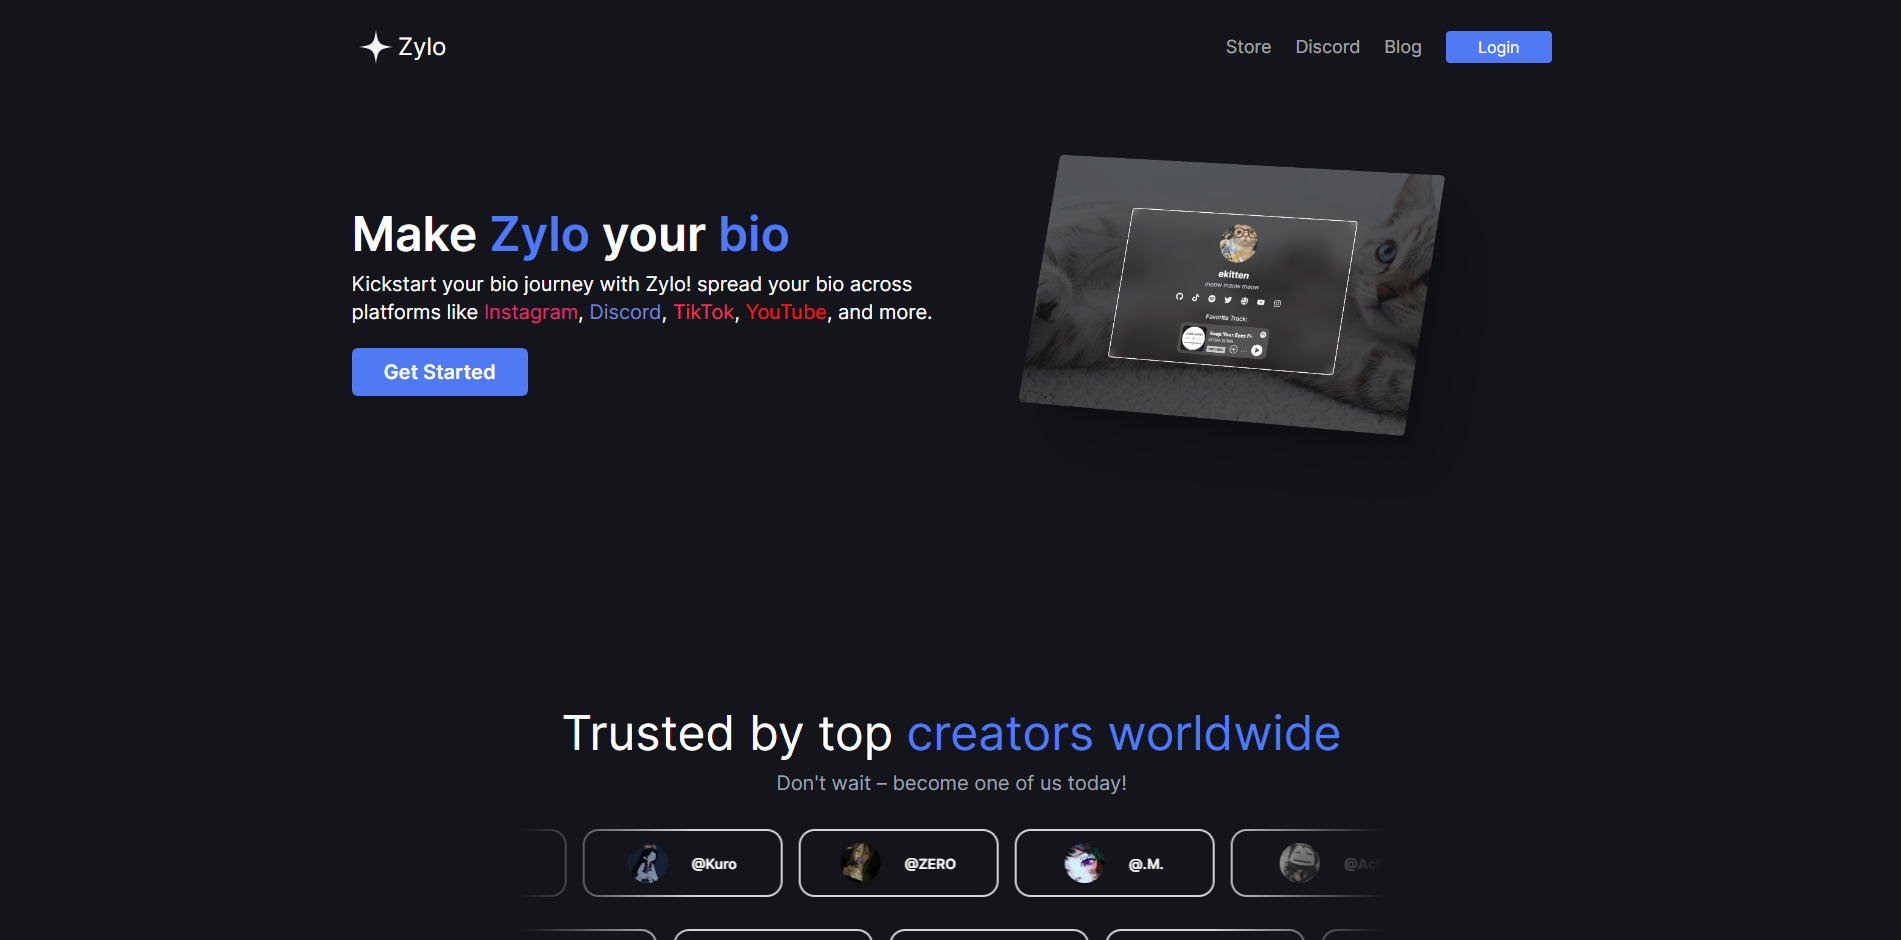 Zylo
Store Discord Blog Login
Make Zylo your bio
Kickstart your bio journey with Zylo! spread your bio across
platforms like Instagram, Discord, TikTok, YouTube, and more.
Get Started
ekitten
meow meow meow
Favorite Track:
Keep Your Eyes
Trusted by top creators worldwide
Don't wait – become one of us today!
@Kuro @ZERO @.M.